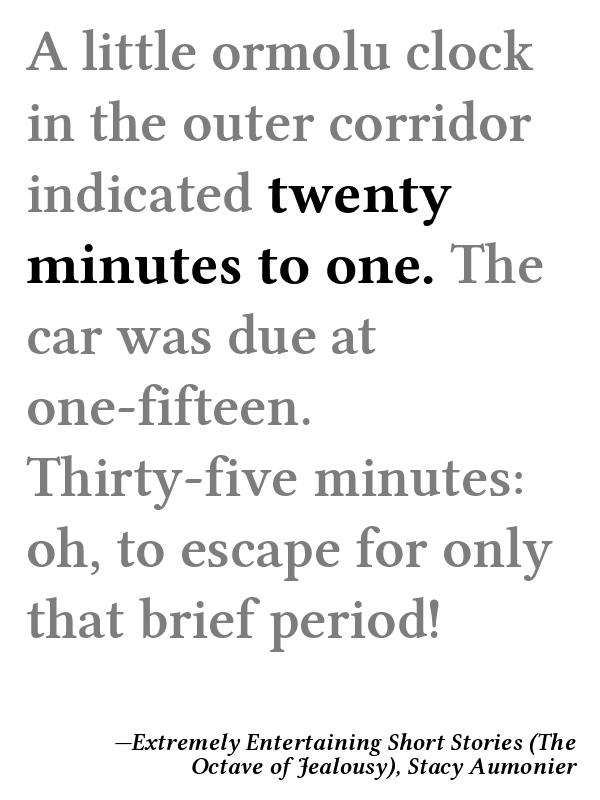 A little ormolu clock
in the outer corridor
indicated twenty
minutes to one. The
car was due at
one-fifteen.
Thirty-five minutes:
oh, to escape for only
that brief period!
—Extremely Entertaining Short Stories (The
Octave of Jealousy), Stacy Aumonier